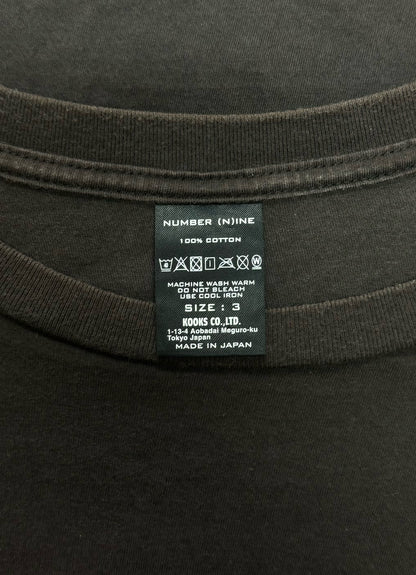 NUMBER (N)INE
100% COTTON
MACHINE WASH WARM
DO NOT BLEACH
USE COOL IRON
SIZE : 3
KOOKS CO.,LTD.
1-13-4 Aobadai Meguro-ku
Tokyo Japan
MADE IN JAPAN